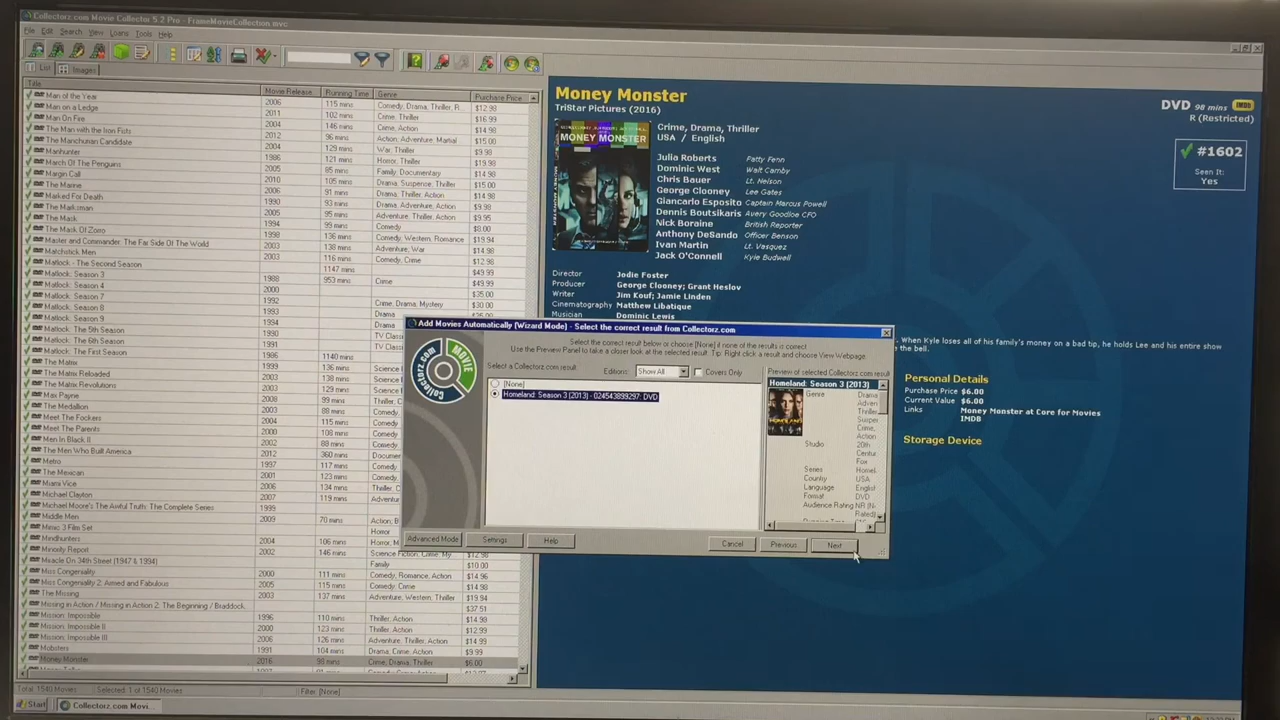 Collectorz.com Movie Collector 5.2 Pro - FrameMovieCollection.mvc
File Edit Search View Loans Tools Help
List Images
Title Movie Release Running Time Genre Purchase Price
Man of the Year 2006 115 mins Comedy, Drama, Thriller, R... $12.98
Man on a Ledge 2011 102 mins Crime, Thriller $16.99
Man On Fire 2004 146 mins Crime, Action $14.98
The Man with the Iron Fists 2012 96 mins Action, Adventure, Martial $15.00
The Manchurian Candidate 2004 129 mins War, Thriller $9.98
Manhunter 1986 121 mins Horror, Thriller $19.98
March Of The Penguins 2005 85 mins Family, Documentary $14.98
Margin Call 2010 105 mins Drama, Suspense, Thriller $15.00
The Marine 2006 91 mins Drama, Thriller, Action $14.98
Marked For Death 1990 93 mins Drama, Adventure, Action $9.98
The Marksman 2005 95 mins Adventure, Thriller, Action $9.95
The Mask 1994 99 mins Comedy $8.00
The Mask Of Zorro 1998 136 mins Comedy, Western, Romance $19.94
Master and Commander: The Far Side Of The World 2003 138 mins Adventure, War $14.98
Matchstick Men 2003 116 mins Comedy, Crime $12.98
Matlock - The Second Season 1147 mins $49.99
Matlock: Season 3 1988 953 mins Crime $49.99
Matlock: Season 4 2000 $35.00
Matlock: Season 7 1992 Crime, Drama, Mystery $30.00
Matlock: Season 8 1993 Drama
Matlock: Season 9 1994 Drama
Matlock: The 5th Season 1990 TV Classi
Matlock: The 6th Season 1991 TV Classi
Matlock: The First Season 1986 1140 mins
The Matrix 1999 136 mins Science
The Matrix Reloaded 2003 138 mins Science
The Matrix Revolutions 2003 129 mins Science
Max Payne 2008 99 mins Thriller,
The Medallion 2003 88 mins Comedy
Meet The Fockers 2004 115 mins Comedy
Meet The Parents 2000 108 mins Comedy
Men In Black II 2002 88 mins Comedy
The Men Who Built America 2012 360 mins Docume
Metro 1997 117 mins Comedy
The Mexican 2001 123 mins Comedy
Miami Vice 2006 134 mins Crime,
Michael Clayton 2007 119 mins Adventure
Michael Moore's The Awful Truth: The Complete Series 1999
Middle Men 2009
Mimic 3 Film Set 70 mins Action, B
Mindhunters 2004 106 mins Horror, M
Minority Report 2002 146 mins Science Fiction, Crime, My $12.98
Miracle On 34th Street (1947 & 1994) Family $10.00
Miss Congeniality 2000 111 mins Comedy, Romance, Action $14.96
Miss Congeniality 2: Armed and Fabulous 2005 115 mins Comedy, Crime $14.98
The Missing 2003 137 mins Adventure, Western, Thriller $19.94
Missing in Action / Missing in Action 2: The Beginning / Braddock. $37.51
Mission: Impossible 1996 110 mins Thriller, Action $14.98
Mission: Impossible II 2000 123 mins Thriller, Action $12.99
Mission: Impossible III 2006 126 mins Adventure, Thriller, Action $14.99
Mobsters 1991 104 mins Drama, Crime, Action $9.99
Money Monster 2016 98 mins Crime, Drama, Thriller $6.00
Total: 1540 Movies Selected: 1 of 1540 Movies Filter: [None]
Start Collectorz.com Movi...
Money Monster
TriStar Pictures (2016)
DVD 98 mins IMDB
R (Restricted)
#1602
Seen It:
Yes
MONEY MONSTER
Crime, Drama, Thriller
USA / English
Julia Roberts Patty Fenn
Dominic West Walt Camby
Chris Bauer Lt. Nelson
George Clooney Lee Gates
Giancarlo Esposito Captain Marcus Powell
Dennis Boutsikaris Avery Goodloe CFO
Nick Boraine British Reporter
Anthony DeSando Officer Benson
Ivan Martin Lt. Vasquez
Jack O'Connell Kyle Budwell
Director Jodie Foster
Producer George Clooney; Grant Heslov
Writer Jim Kouf; Jamie Linden
Cinematography Matthew Libatique
Musician Dominic Lewis
. When Kyle loses all of his family's money on a bad tip, he holds Lee and his entire show
the bell.
Personal Details
Purchase Price $6.00
Current Value $6.00
Links Money Monster at Core for Movies
IMDB
Storage Device
Add Movies Automatically (Wizard Mode) - Select the correct result from Collectorz.com
Select the correct result below or choose [None] if none of the results is correct
Use the Preview Panel to take a closer look at the selected result. Tip: Right click a result and choose View Webpage.
Select a Collectorz.com result Editions: Show All Covers Only
[None]
Homeland: Season 3 (2013) - 024543899297: DVD
Collectorz.com MOVIE
Preview of selected Collectorz.com result
Homeland: Season 3 (2013)
Genre Drama
Adven
Thriller
Suspe
Crime,
Action
Studio 20th
Centur
Fox
Series Homel
Country USA
Language English
Format DVD
Audience Rating NR (N
Rated)
Advanced Mode Settings Help Cancel Previous Next